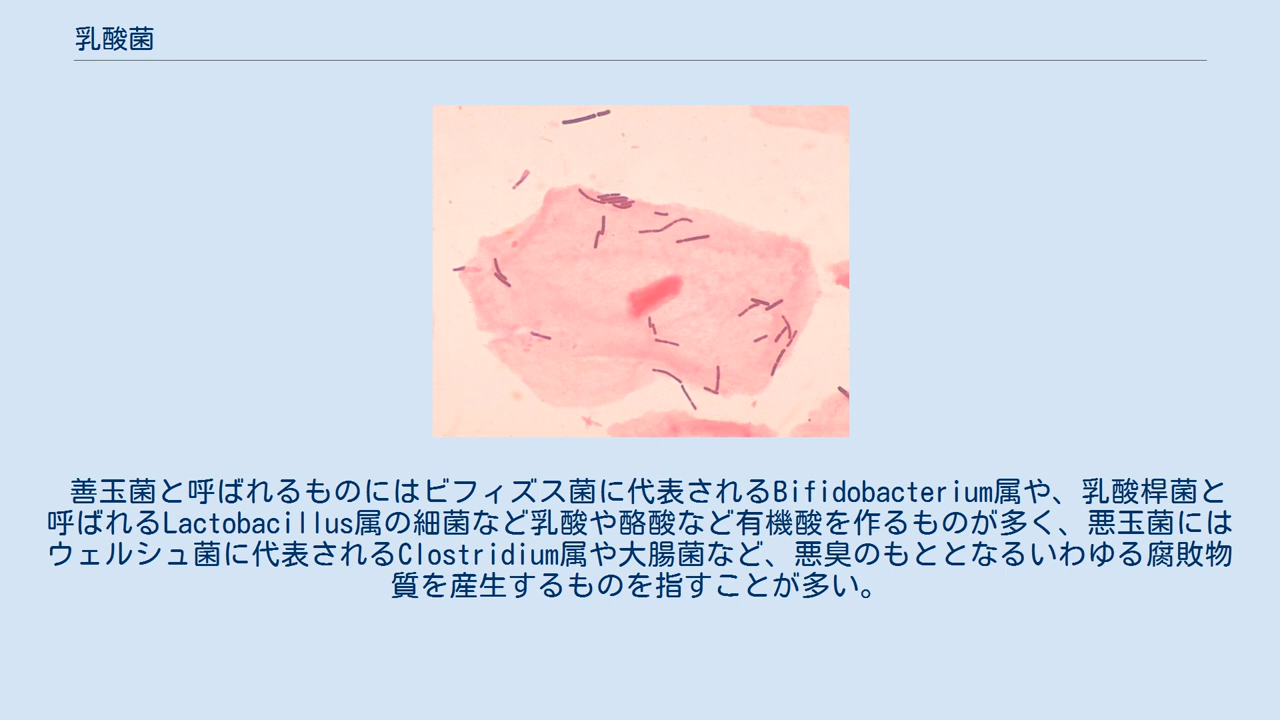 乳酸菌
善玉菌と呼ばれるものにはビフィズス菌に代表されるBifidobacterium属や、乳酸桿菌と
呼ばれるLactobacillus属の細菌など乳酸や酪酸など有機酸を作るものが多く、悪玉菌には
ウェルシュ菌に代表されるClostridium属や大腸菌など、悪臭のもととなるいわゆる腐敗物
質を産生するものを指すことが多い。